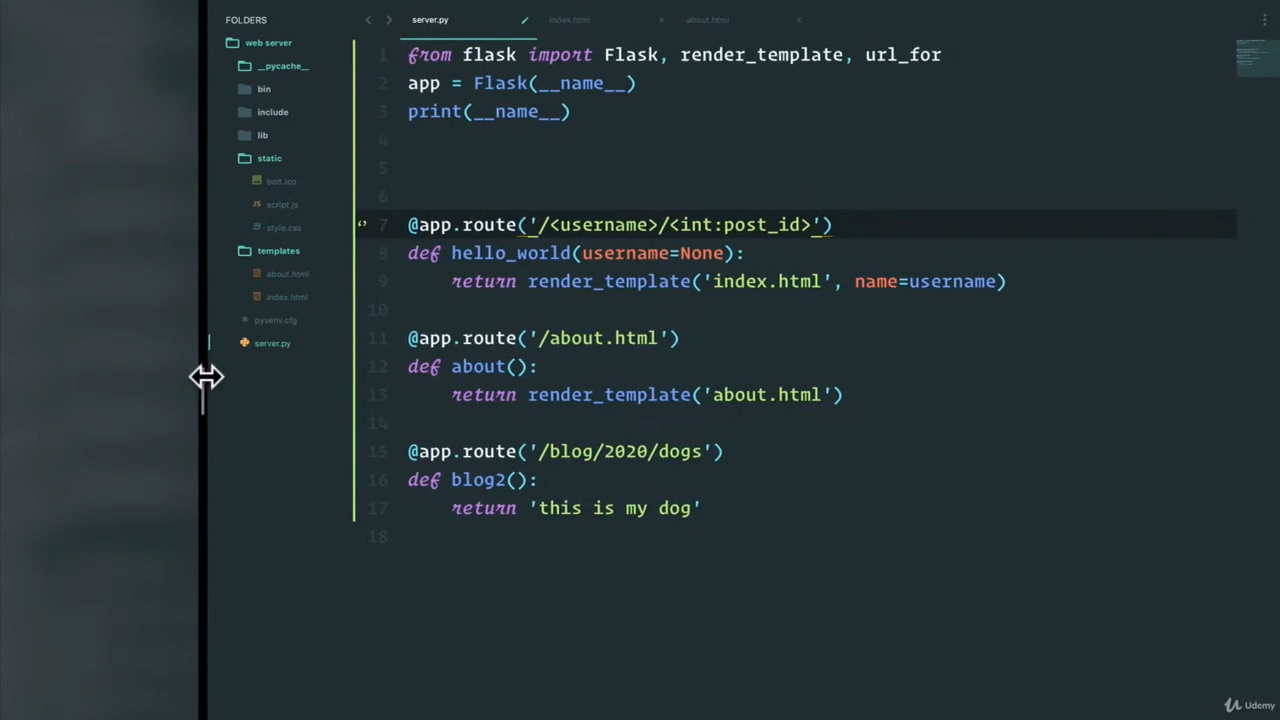 FOLDERS
web server
__pycache__
bin
include
lib
static
bolt.ico
JS script.js
style.css
templates
about.html
index.html
pyvenv.cfg
server.py
server.py index.html about.html
1 from flask import Flask, render_template, url_for
2 app = Flask(__name__)
3 print(__name__)
4
5
6
7 @app.route('/<username>/<int:post_id>')
8 def hello_world(username=None):
9 return render_template('index.html', name=username)
10
11 @app.route('/about.html')
12 def about():
13 return render_template('about.html')
14
15 @app.route('/blog/2020/dogs')
16 def blog2():
17 return 'this is my dog'
18
Udemy